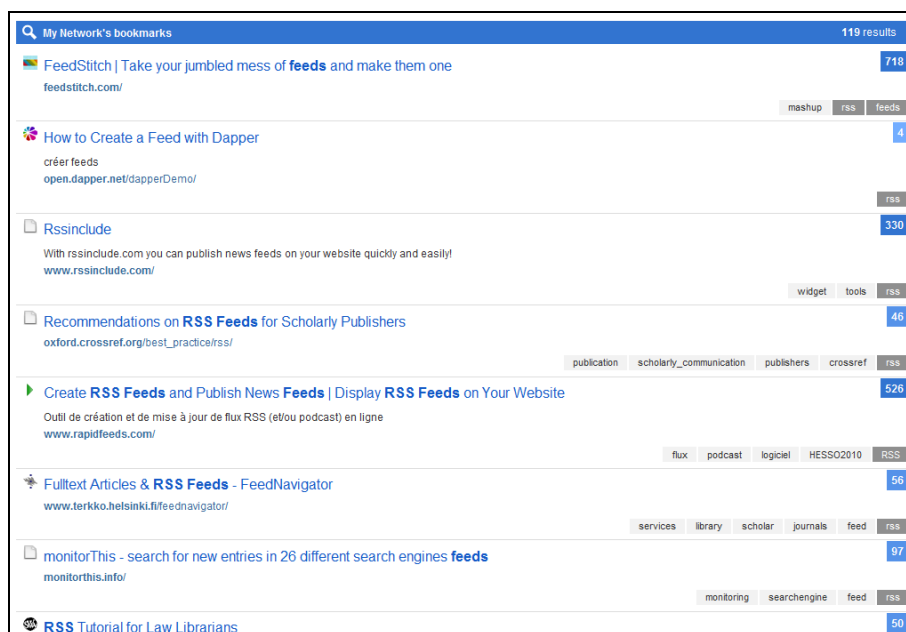 My Network's bookmarks 119 results
FeedStitch | Take your jumbled mess of feeds and make them one 718
feedstitch.com/
mashup rss feeds
How to Create a Feed with Dapper 4
créer feeds
open.dapper.net/dapperDemo/
rss
Rssinclude 330
With rssinclude.com you can publish news feeds on your website quickly and easily!
www.rssinclude.com/
widget tools rss
Recommendations on RSS Feeds for Scholarly Publishers 46
oxford.crossref.org/best_practice/rss/
publication scholarly_communication publishers crossref rss
Create RSS Feeds and Publish News Feeds | Display RSS Feeds on Your Website 526
Outil de création et de mise à jour de flux RSS (et/ou podcast) en ligne
www.rapidfeeds.com/
flux podcast logiciel HESSO2010 RSS
Fulltext Articles & RSS Feeds - FeedNavigator 56
www.terkko.helsinki.fi/feednavigator/
services library scholar journals feed rss
monitorThis - search for new entries in 26 different search engines feeds 97
monitorthis.info/
monitoring searchengine feed rss
RSS Tutorial for Law Librarians 50